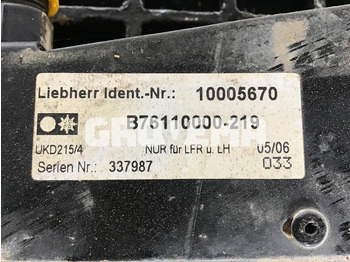 Liebherr Ident.-Nr.: 10005670
B76110000-219
UKD215/4 NUR für LFR u. LH 05/06
033
Serien Nr.: 337987